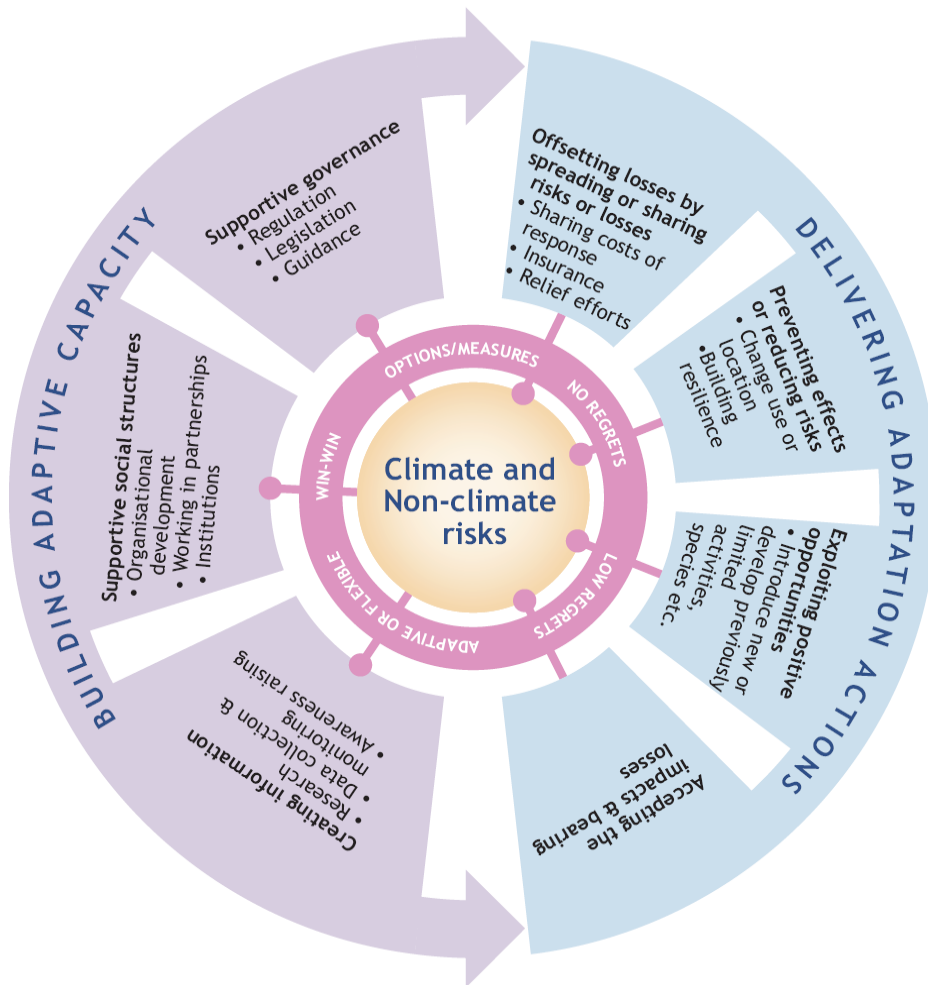 BUILDING ADAPTIVE CAPACITY
Supportive governance
• Regulation
• Legislation
• Guidance
Supportive social structures
• Organisational
development
• Working in partnerships
• Institutions
Creating information
• Research
• Data collection &
monitoring
• Awareness raising
DELIVERING ADAPTATION ACTIONS
Offsetting losses by
spreading or sharing
risks or losses
• Sharing costs of
response
• Insurance
• Relief efforts
Preventing effects
or reducing risks
• Change use or
location
•Building
resilience
Exploiting positive
opportunities
• Introduce new or
develop previously
limited previously
activities,
species etc.
Accepting the
impacts & bearing
losses
OPTIONS/MEASURES
NO REGRETS
LOW REGRETS
ADAPTIVE OR FLEXIBLE
WIN-WIN
Climate and
Non-climate
risks